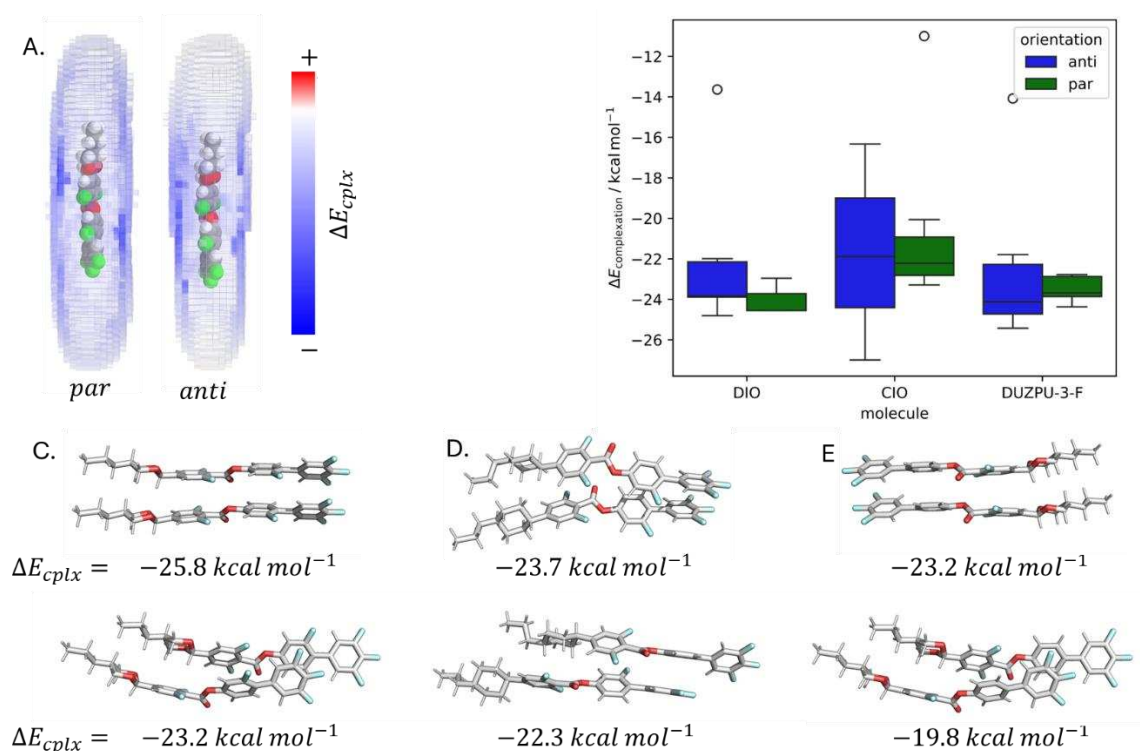 A.
+
ΔE_cplx
−
par
anti
−12
−14
−16
−18
−20
−22
−24
−26
ΔE_complexation / kcal mol⁻¹
orientation
anti
par
DIO
CIO
DUZPU-3-F
molecule
C.
D.
E
ΔE_cplx = −25.8 kcal mol⁻¹
−23.7 kcal mol⁻¹
−23.2 kcal mol⁻¹
ΔE_cplx = −23.2 kcal mol⁻¹
−22.3 kcal mol⁻¹
−19.8 kcal mol⁻¹